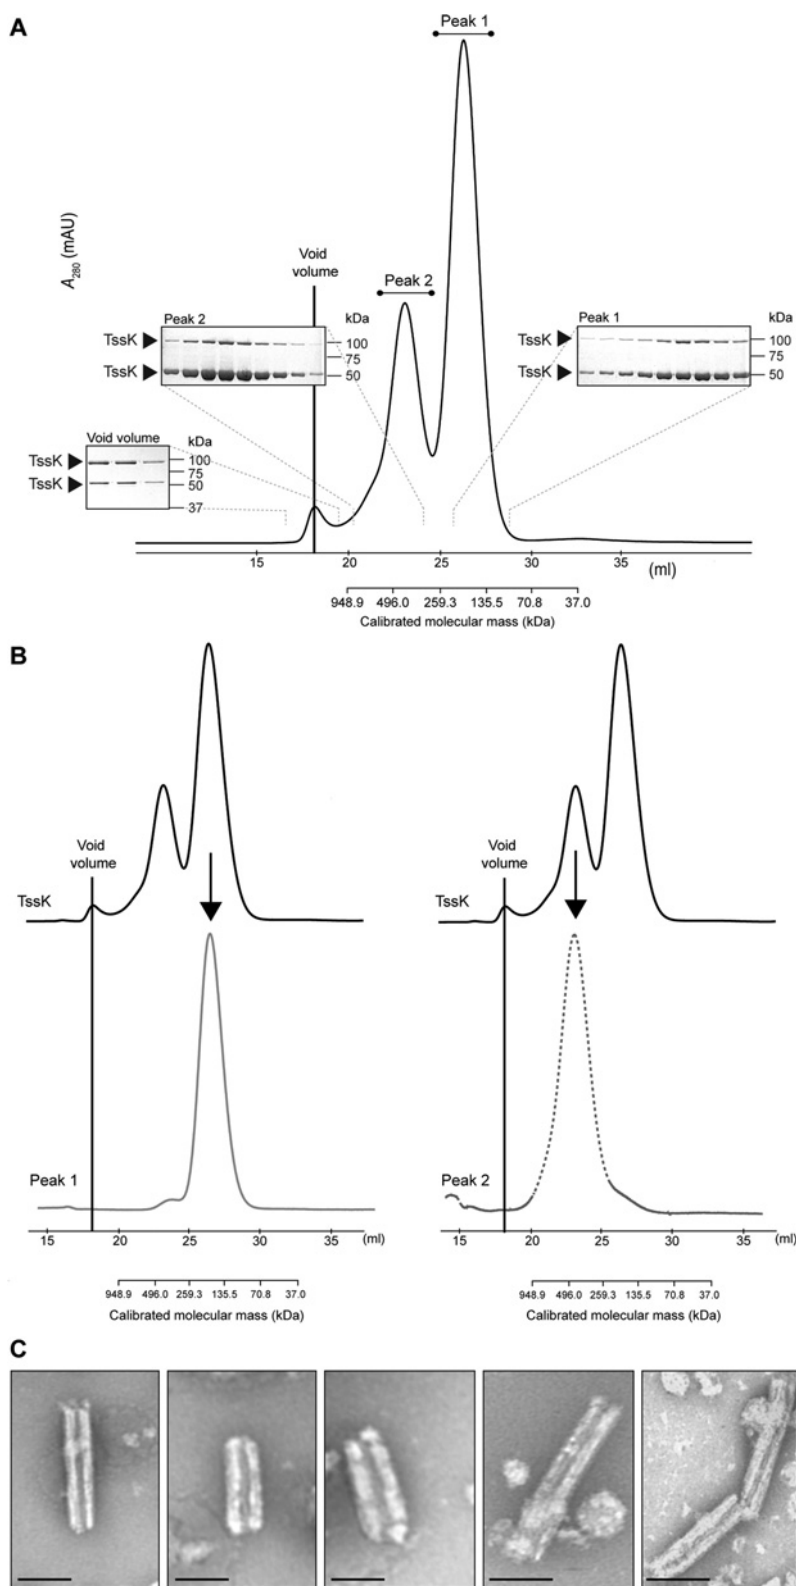 A
Peak 1
A280 (mAU)
Void
volume
Peak 2
Peak 2
kDa
TssK
100
75
TssK
50
Peak 1
kDa
TssK
100
75
TssK
50
Void volume
kDa
TssK
100
75
TssK
50
37
15
20
25
30
35
(ml)
948.9
496.0
259.3
135.5
70.8
37.0
Calibrated molecular mass (kDa)
B
Void
volume
TssK
Peak 1
15
20
25
30
35
(ml)
948.9
496.0
259.3
135.5
70.8
37.0
Calibrated molecular mass (kDa)
Void
volume
TssK
Peak 2
15
20
25
30
35
(ml)
948.9
496.0
259.3
135.5
70.8
37.0
Calibrated molecular mass (kDa)
C